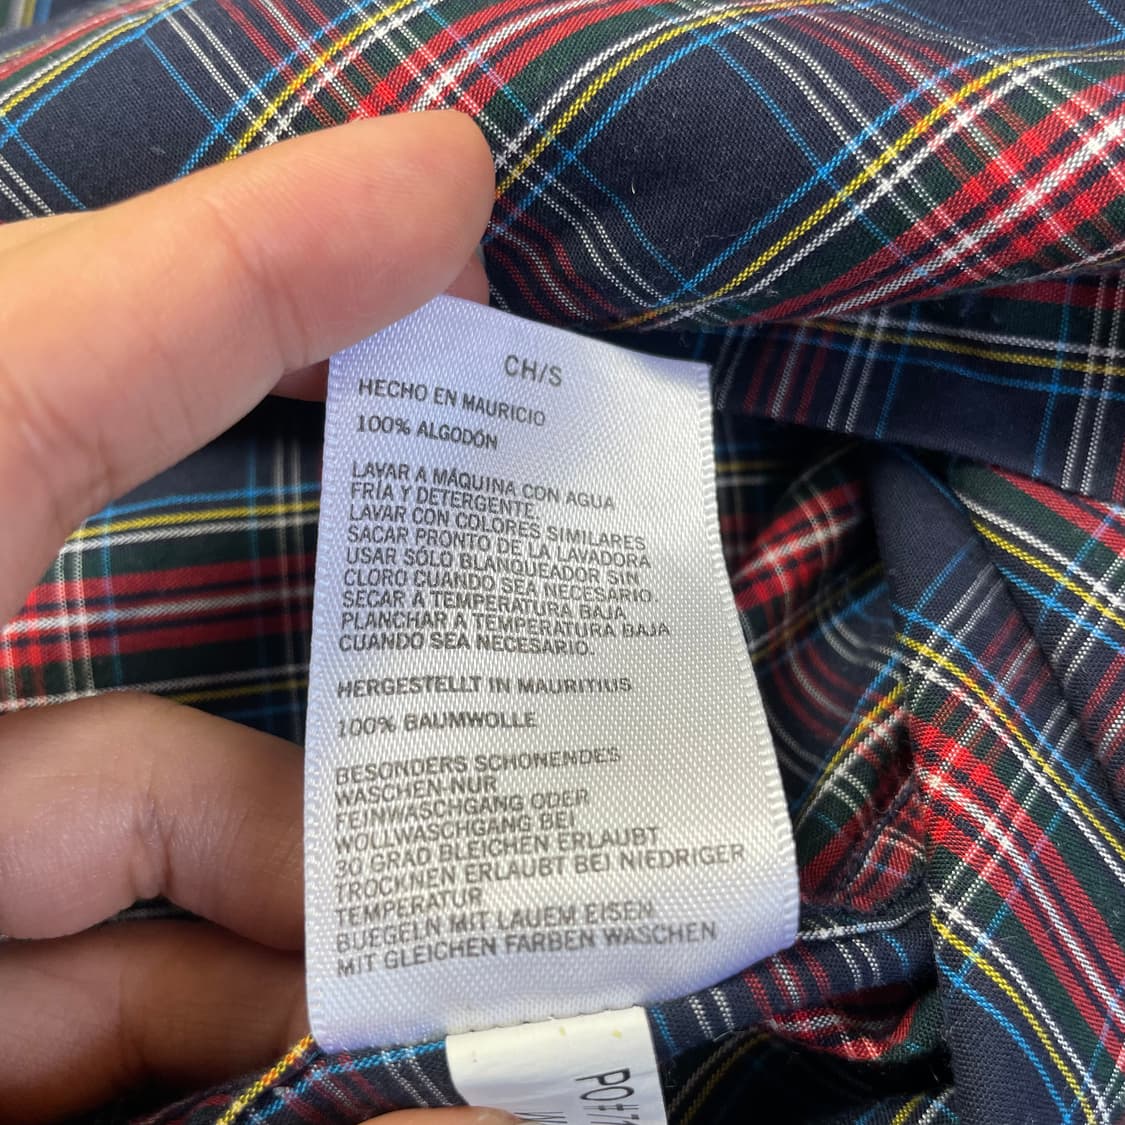 CH/S
HECHO EN MAURICIO
100% ALGODÓN
LAVAR A MÁQUINA CON AGUA
FRÍA Y DETERGENTE.
LAVAR CON COLORES SIMILARES
SACAR PRONTO DE LA LAVADORA
USAR SÓLO BLANQUEADOR SIN
CLORO CUANDO SEA NECESARIO.
SECAR A TEMPERATURA BAJA
PLANCHAR A TEMPERATURA BAJA
CUANDO SEA NECESARIO.
HERGESTELLT IN MAURITIUS
100% BAUMWOLLE
BESONDERS SCHONENDES
WASCHEN NUR
FEINWASCHGANG ODER
WOLLWASCHGANG BEI
30 GRAD BLEICHEN ERLAUBT
TROCKNEN ERLAUBT BEI NIEDRIGER
TEMPERATUR
BUEGELN MIT LAUEM EISEN
MIT GLEICHEN FARBEN WASCHEN
PO#